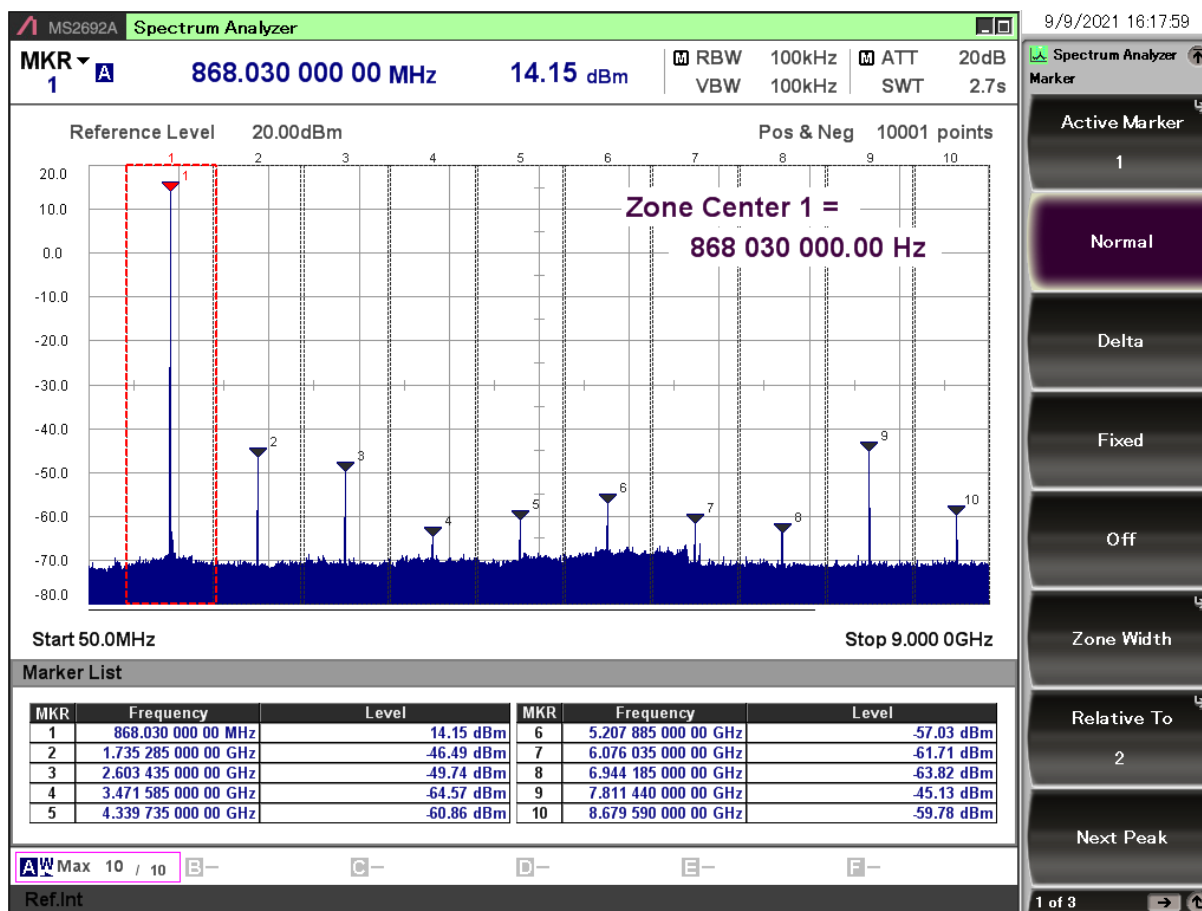 MS2692A Spectrum Analyzer
9/9/2021 16:17:59
MKR 1 A 868.030 000 00 MHz 14.15 dBm
M RBW 100kHz M ATT 20dB
VBW 100kHz SWT 2.7s
Reference Level 20.00dBm Pos & Neg 10001 points
1 2 3 4 5 6 7 8 9 10
20.0
10.0
0.0
-10.0
-20.0
-30.0
-40.0
-50.0
-60.0
-70.0
-80.0
1
2
3
4
5
6
7
8
9
10
Zone Center 1 =
868 030 000.00 Hz
Start 50.0MHz Stop 9.000 0GHz
Marker List
MKR Frequency Level MKR Frequency Level
1 868.030 000 00 MHz 14.15 dBm 6 5.207 885 000 00 GHz -57.03 dBm
2 1.735 285 000 00 GHz -46.49 dBm 7 6.076 035 000 00 GHz -61.71 dBm
3 2.603 435 000 00 GHz -49.74 dBm 8 6.944 185 000 00 GHz -63.82 dBm
4 3.471 585 000 00 GHz -64.57 dBm 9 7.811 440 000 00 GHz -45.13 dBm
5 4.339 735 000 00 GHz -60.86 dBm 10 8.679 590 000 00 GHz -59.78 dBm
A W Max 10 / 10 B- C- D- E- F-
Ref.Int
Spectrum Analyzer
Marker
Active Marker
1
Normal
Delta
Fixed
Off
Zone Width
Relative To
2
Next Peak
1 of 3